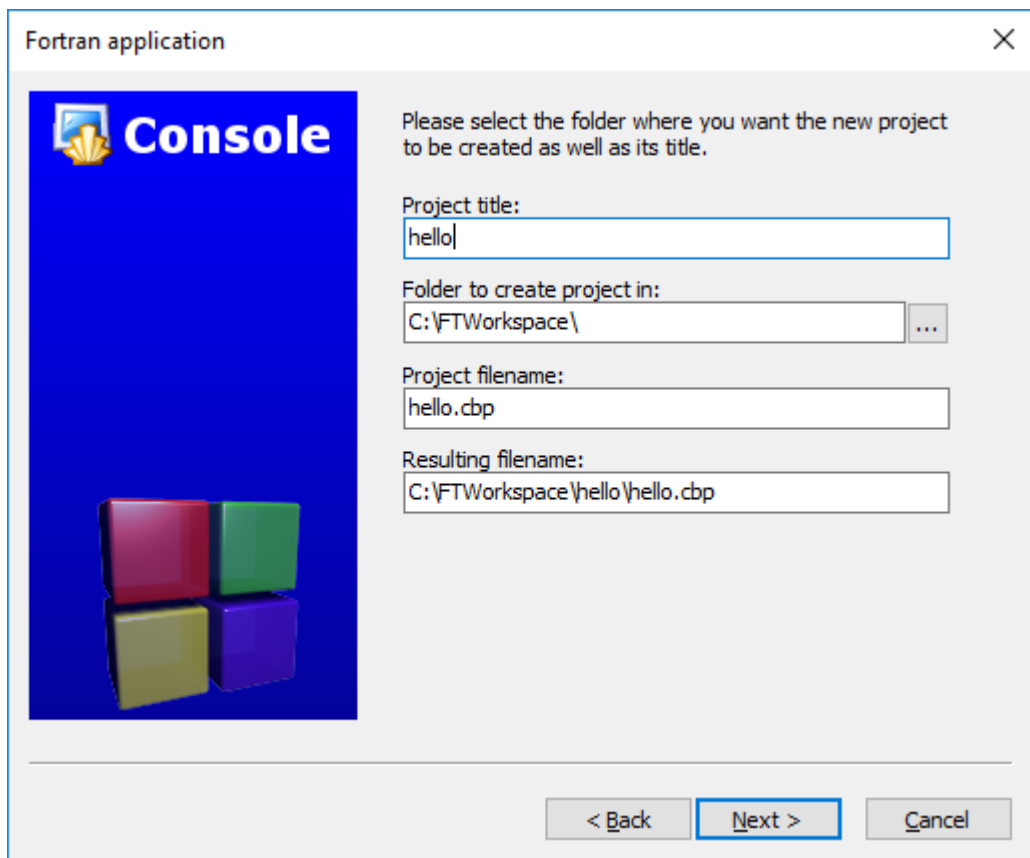 Fortran application
Console
Please select the folder where you want the new project
to be created as well as its title.
Project title:
hello
Folder to create project in:
C:\FTWorkspace\
...
Project filename:
hello.cbp
Resulting filename:
C:\FTWorkspace\hello\hello.cbp
< Back
Next >
Cancel